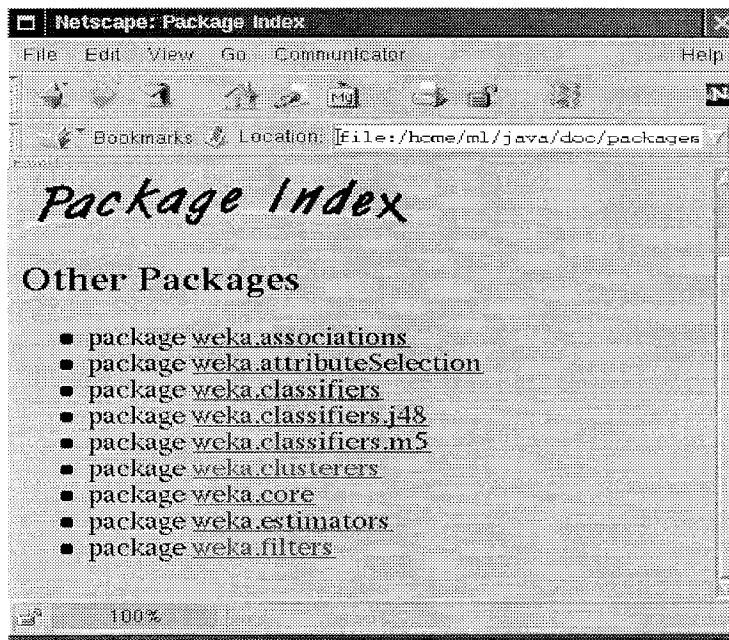 Netscape: Package Index
File Edit View Go Communicator Help
My N
Bookmarks Location: file:/home/ml/java/doc/packages
Package Index
Other Packages
package weka.associations
package weka.attributeSelection
package weka.classifiers
package weka.classifiers.j48
package weka.classifiers.m5
package weka.clusterers
package weka.core
package weka.estimators
package weka.filters
100%